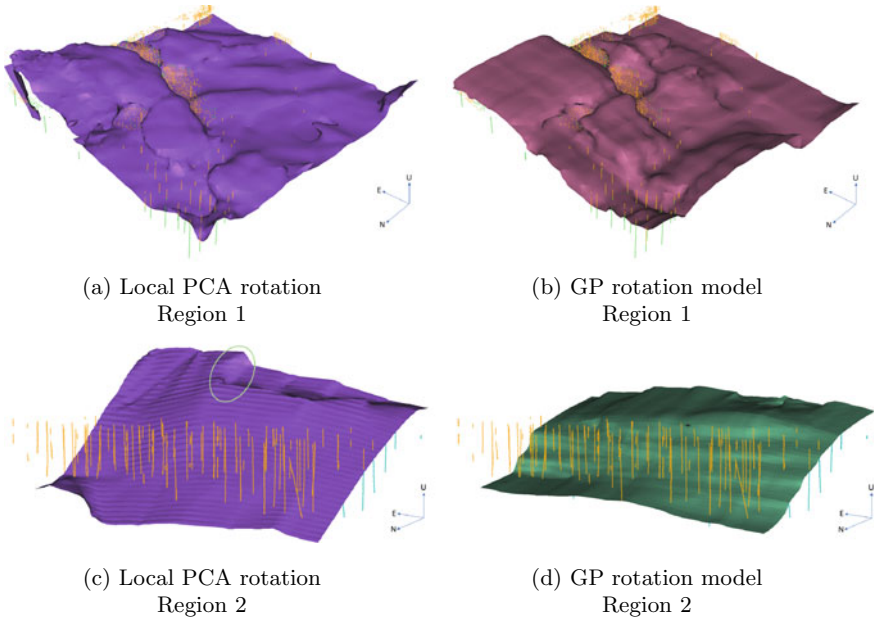 U
E
N
U
E
N
(a) Local PCA rotation
Region 1
(b) GP rotation model
Region 1
U
E
N
U
E
N
(c) Local PCA rotation
Region 2
(d) GP rotation model
Region 2